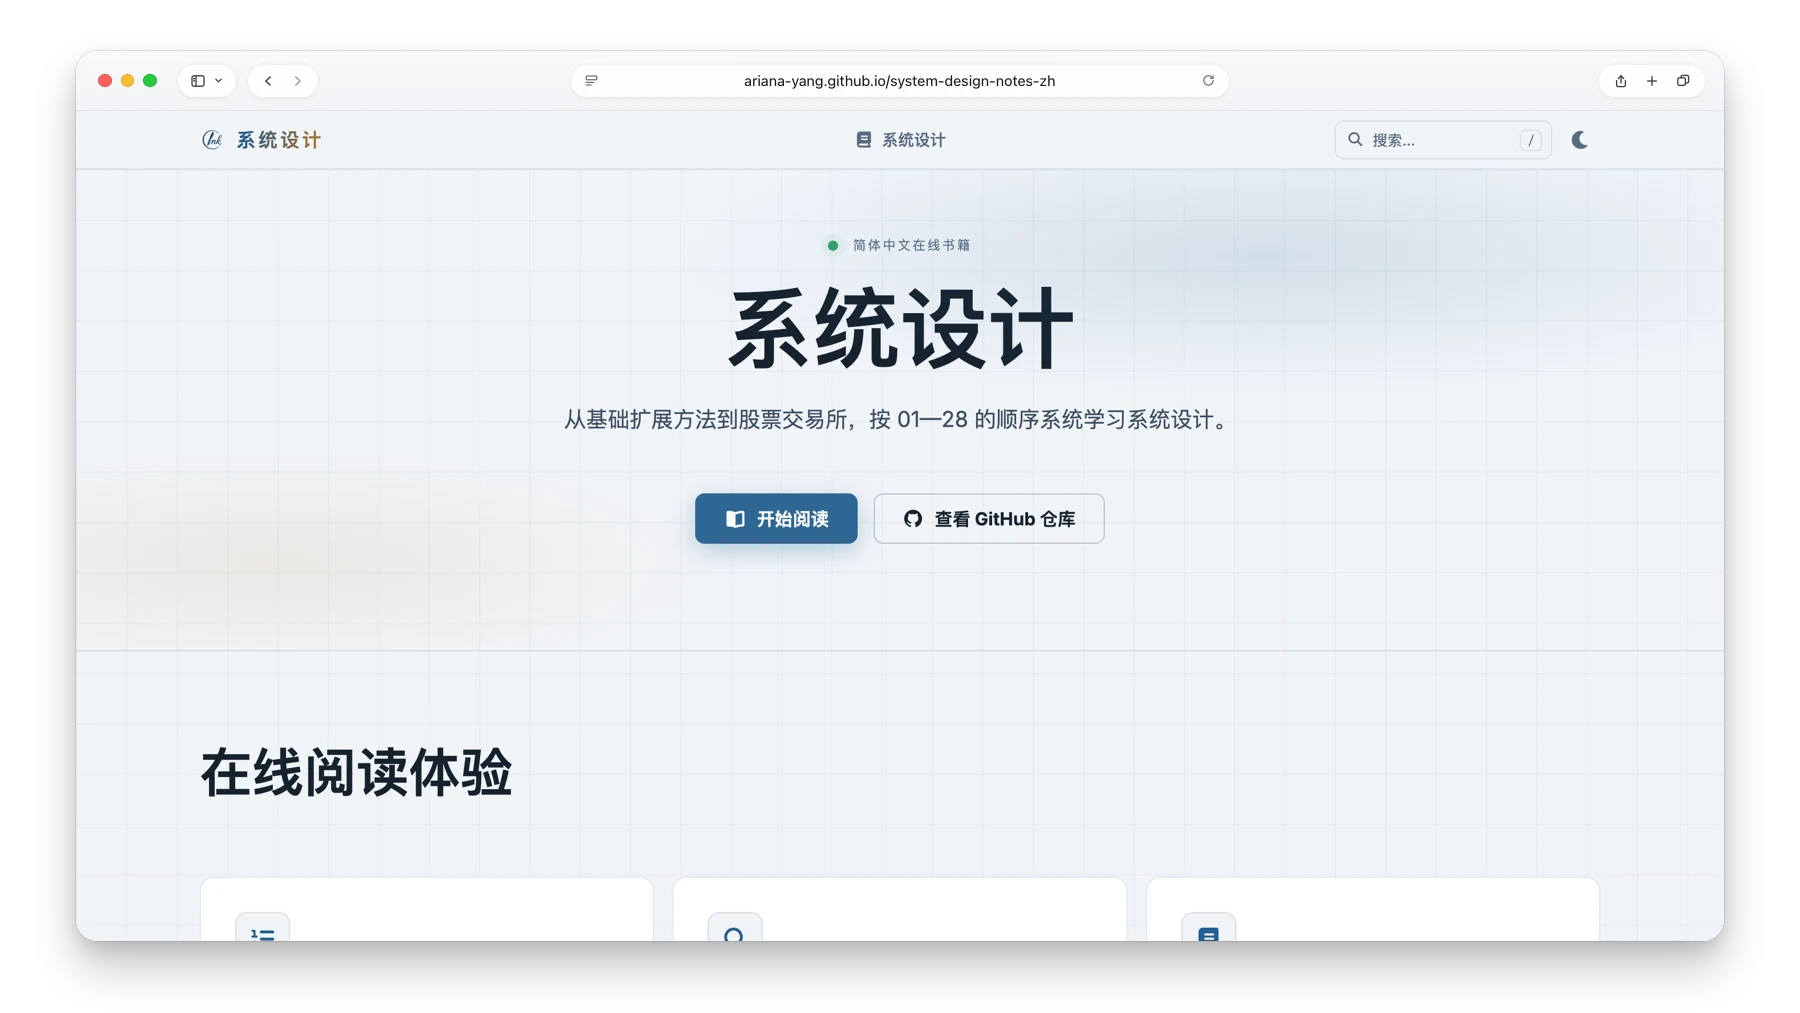 ariana-yang.github.io/system-design-notes-zh
Ink 系统设计
系统设计
搜索... /
简体中文在线书籍
系统设计
从基础扩展方法到股票交易所，按 01—28 的顺序系统学习系统设计。
开始阅读
查看 GitHub 仓库
在线阅读体验